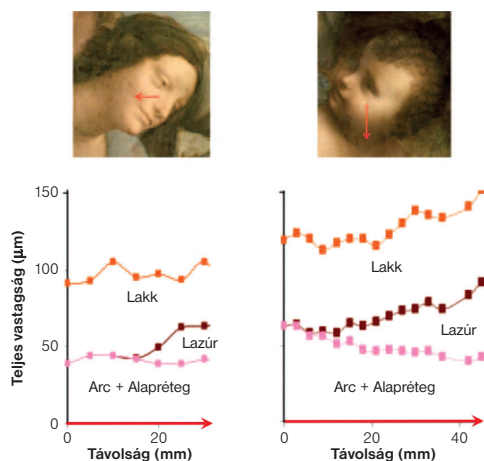 Teljes vastagság (µm)
150
100
50
0
Lakk
Lazúr
Arc + Alapréteg
0
20
Távolság (mm)
Lakk
Lazúr
Arc + Alapréteg
0
20
40
Távolság (mm)